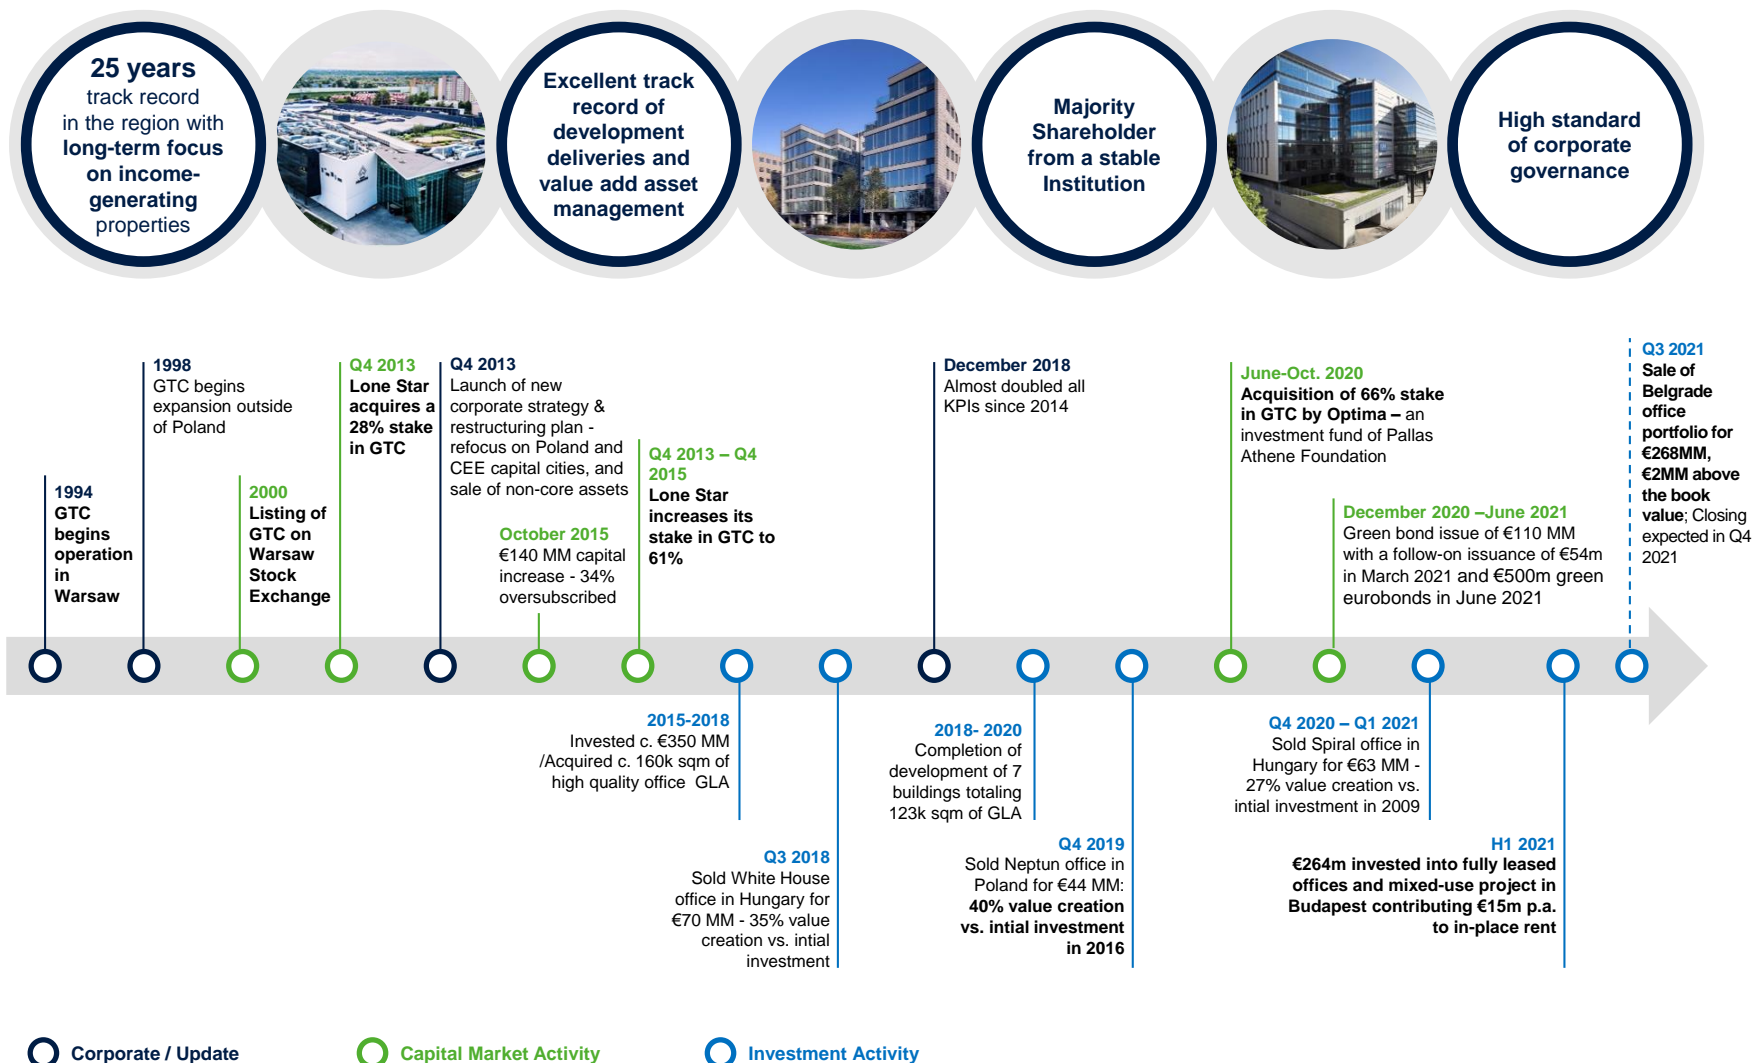 25 years
track record
in the region with
long-term focus
on income-
generating
properties
Excellent track
record of
development
deliveries and
value add asset
management
Majority
Shareholder
from a stable
Institution
High standard
of corporate
governance
1994
GTC
begins
operation
in
Warsaw
1998
GTC begins
expansion outside
of Poland
2000
Listing of
GTC on
Warsaw
Stock
Exchange
Q4 2013
Lone Star
acquires a
28% stake
in GTC
Q4 2013
Launch of new
corporate strategy &
restructuring plan -
refocus on Poland and
CEE capital cities, and
sale of non-core assets
October 2015
€140 MM capital
increase - 34%
oversubscribed
Q4 2013 – Q4
2015
Lone Star
increases its
stake in GTC to
61%
December 2018
Almost doubled all
KPIs since 2014
June-Oct. 2020
Acquisition of 66% stake
in GTC by Optima – an
investment fund of Pallas
Athene Foundation
December 2020 –June 2021
Green bond issue of €110 MM
with a follow-on issuance of €54m
in March 2021 and €500m green
eurobonds in June 2021
Q3 2021
Sale of
Belgrade
office
portfolio for
€268MM,
€2MM above
the book
value; Closing
expected in Q4
2021
2015-2018
Invested c. €350 MM
/Acquired c. 160k sqm of
high quality office GLA
Q3 2018
Sold White House
office in Hungary for
€70 MM - 35% value
creation vs. intial
investment
2018- 2020
Completion of
development of 7
buildings totaling
123k sqm of GLA
Q4 2019
Sold Neptun office in
Poland for €44 MM:
40% value creation
vs. intial investment
in 2016
Q4 2020 – Q1 2021
Sold Spiral office in
Hungary for €63 MM -
27% value creation vs.
intial investment in 2009
H1 2021
€264m invested into fully leased
offices and mixed-use project in
Budapest contributing €15m p.a.
to in-place rent
Corporate / Update
Capital Market Activity
Investment Activity